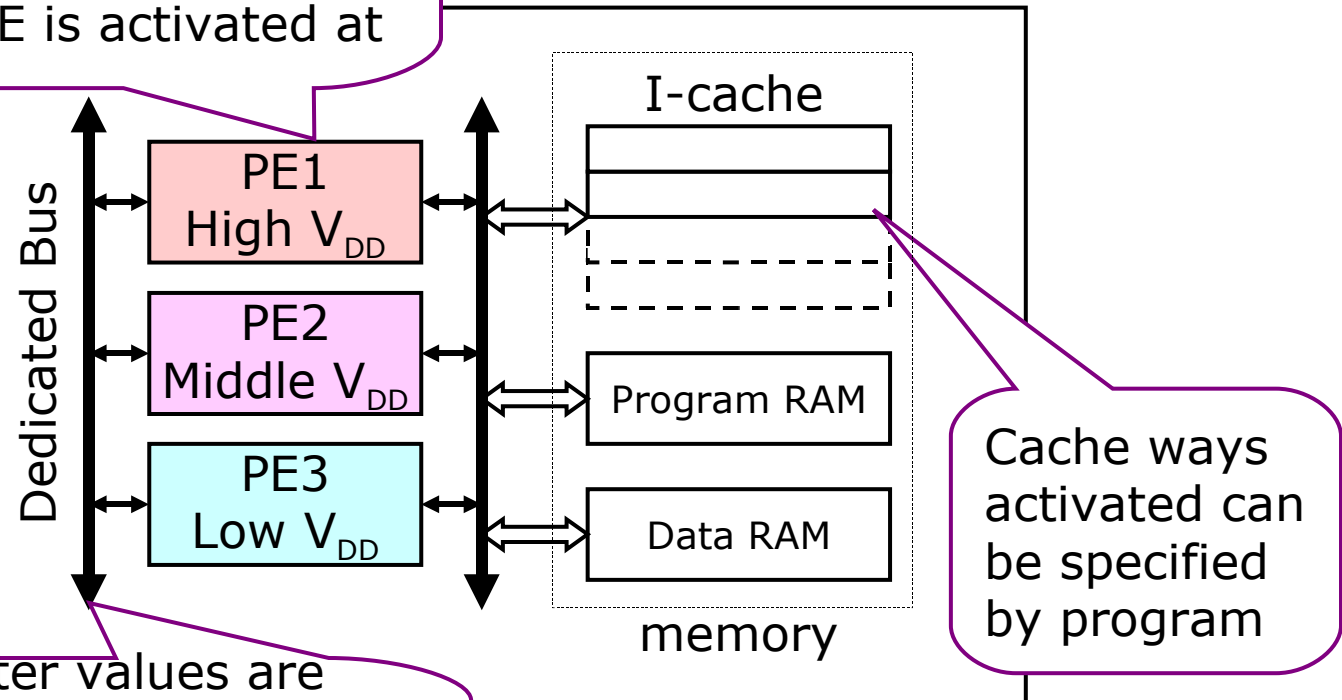 E is activated at
I-cache
PE1
High VDD
PE2
Middle VDD
PE3
Low VDD
Dedicated Bus
Program RAM
Data RAM
memory
Cache ways
activated can
be specified
by program
ter values are